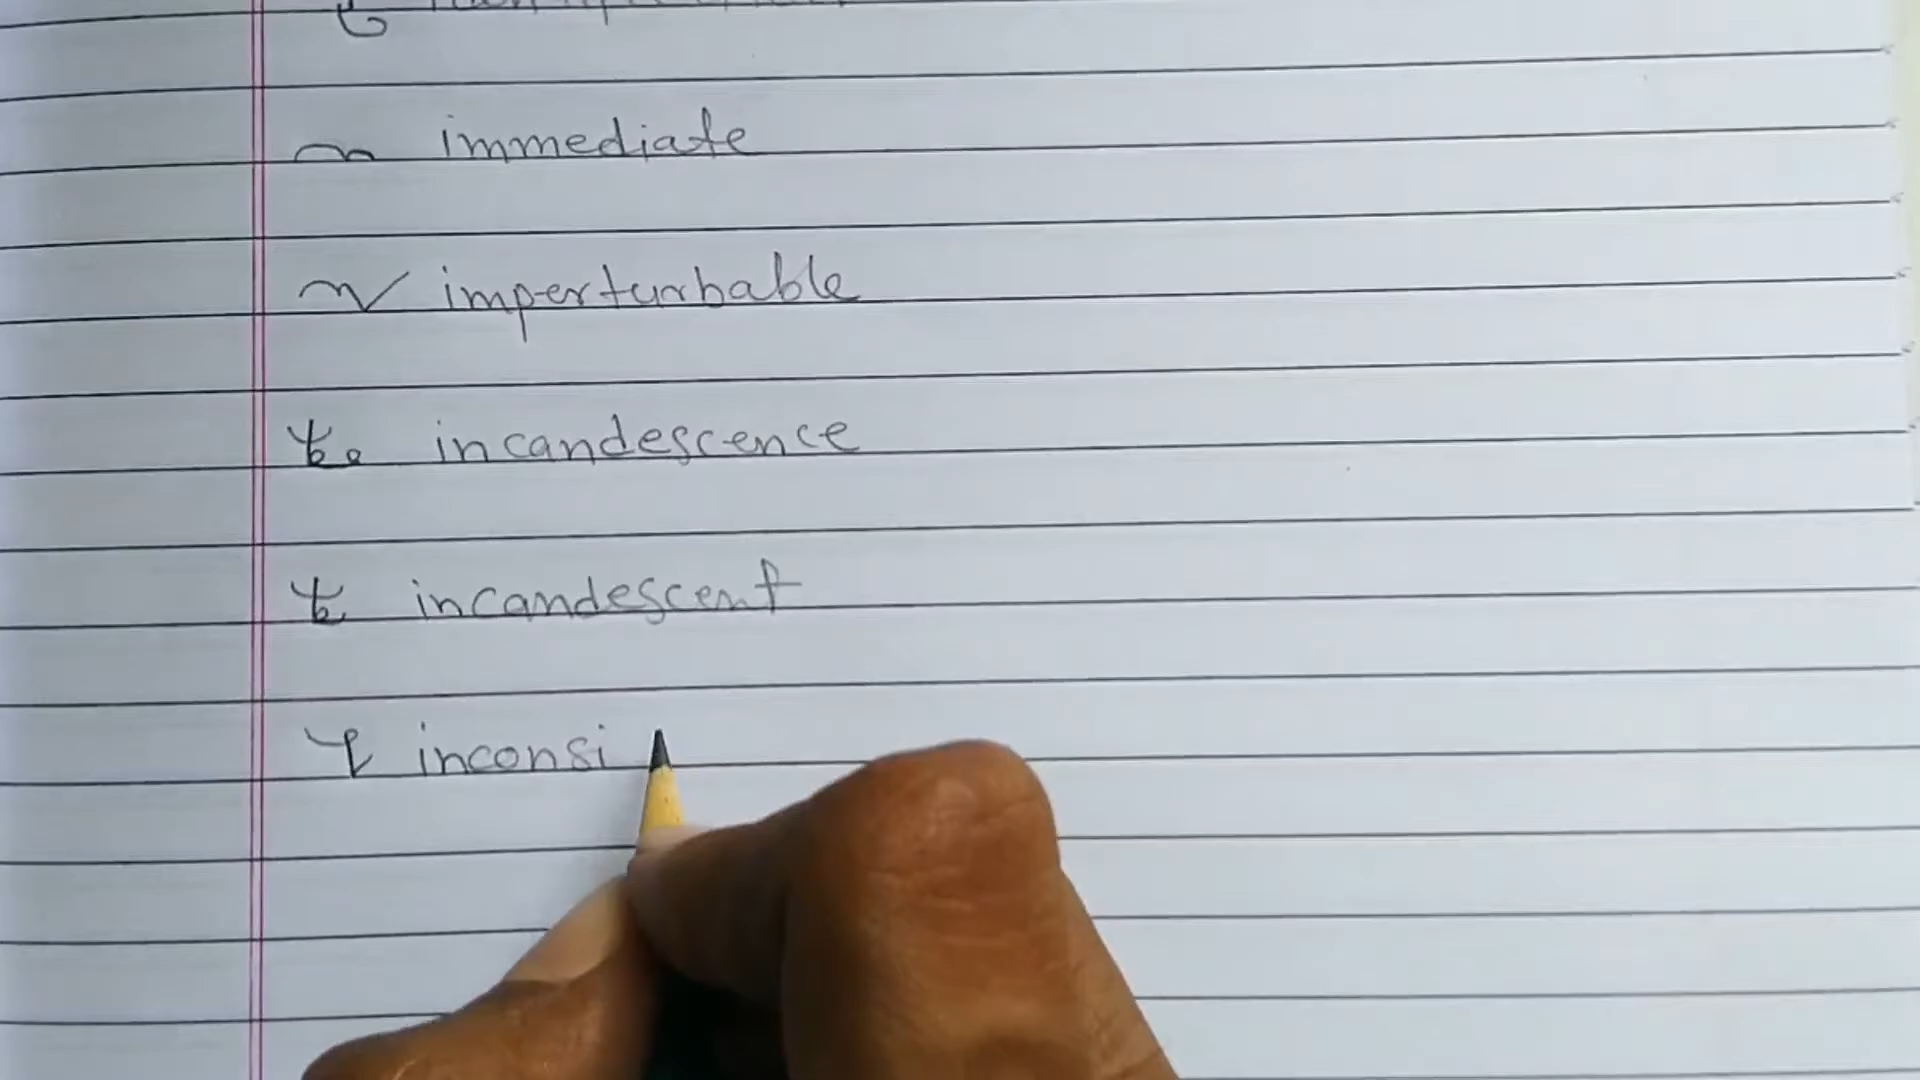 immediate
imperturbable
incandescence
incandescent
inconsi